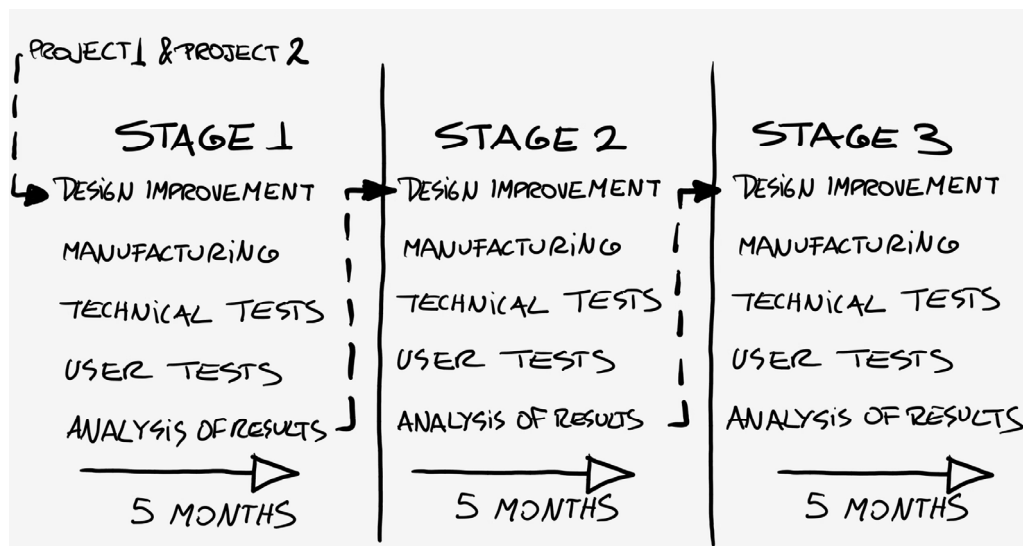 PROJECT 1 & PROJECT 2
STAGE 1
DESIGN IMPROVEMENT
MANUFACTURING
TECHNICAL TESTS
USER TESTS
ANALYSIS OF RESULTS
5 MONTHS
STAGE 2
DESIGN IMPROVEMENT
MANUFACTURING
TECHNICAL TESTS
USER TESTS
ANALYSIS OF RESULTS
5 MONTHS
STAGE 3
DESIGN IMPROVEMENT
MANUFACTURING
TECHNICAL TESTS
USER TESTS
ANALYSIS OF RESULTS
5 MONTHS